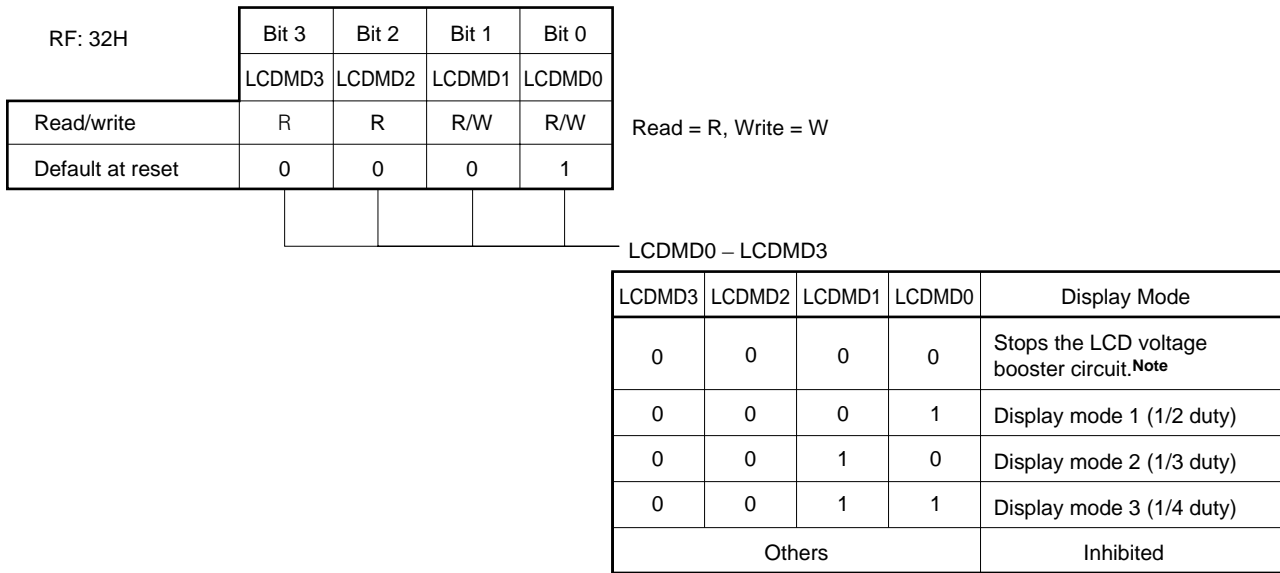 RF: 32H Bit 3 Bit 2 Bit 1 Bit 0
LCDMD3 LCDMD2 LCDMD1 LCDMD0
Read/write R R R/W R/W
Read = R, Write = W
Default at reset 0 0 0 1
LCDMD0 – LCDMD3
LCDMD3 LCDMD2 LCDMD1 LCDMD0 Display Mode
0 0 0 0 Stops the LCD voltage
booster circuit.Note
0 0 0 1 Display mode 1 (1/2 duty)
0 0 1 0 Display mode 2 (1/3 duty)
0 0 1 1 Display mode 3 (1/4 duty)
Others Inhibited